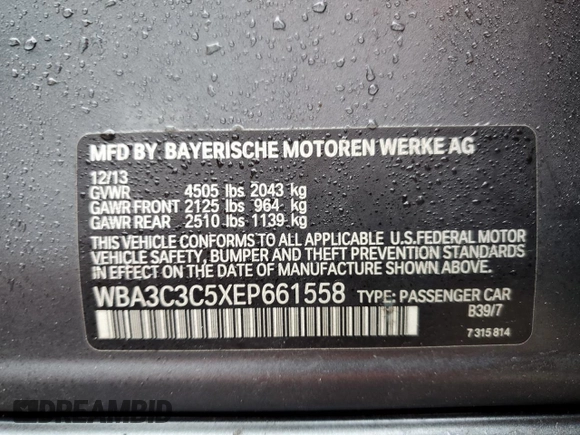 MFD BY. BAYERISCHE MOTOREN WERKE AG
12/13
GVWR 4505 lbs 2043 kg
GAWR FRONT 2125 lbs 964 kg
GAWR REAR 2510 lbs 1139 kg
THIS VEHICLE CONFORMS TO ALL APPLICABLE U.S.FEDERAL MOTOR
VEHICLE SAFETY, BUMPER AND THEFT PREVENTION STANDARDS
IN EFFECT ON THE DATE OF MANUFACTURE SHOWN ABOVE.
WBA3C3C5XEP661558 TYPE: PASSENGER CAR
B39/7
7 315 814
DREAMBID